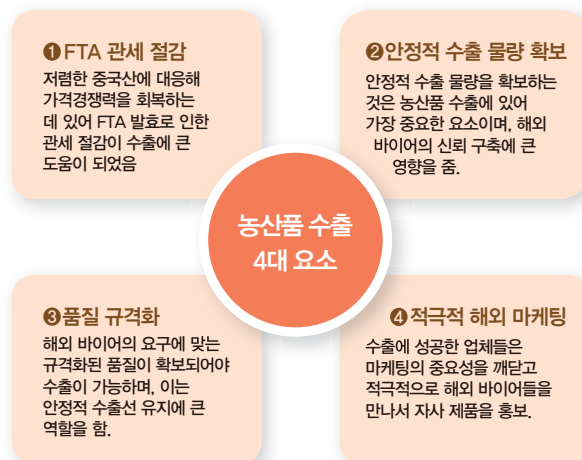 ❶FTA 관세 절감
저렴한 중국산에 대응해
가격경쟁력을 회복하는
데 있어 FTA 발효로 인한
관세 절감이 수출에 큰
도움이 되었음
❷안정적 수출 물량 확보
안정적 수출 물량을 확보하는
것은 농산품 수출에 있어
가장 중요한 요소이며, 해외
바이어의 신뢰 구축에 큰
영향을 줌.
농산품 수출
4대 요소
❸품질 규격화
해외 바이어의 요구에 맞는
규격화된 품질이 확보되어야
수출이 가능하며, 이는
안정적 수출선 유지에 큰
역할을 함.
❹적극적 해외 마케팅
수출에 성공한 업체들은
마케팅의 중요성을 깨닫고
적극적으로 해외 바이어들을
만나서 자사 제품을 홍보.